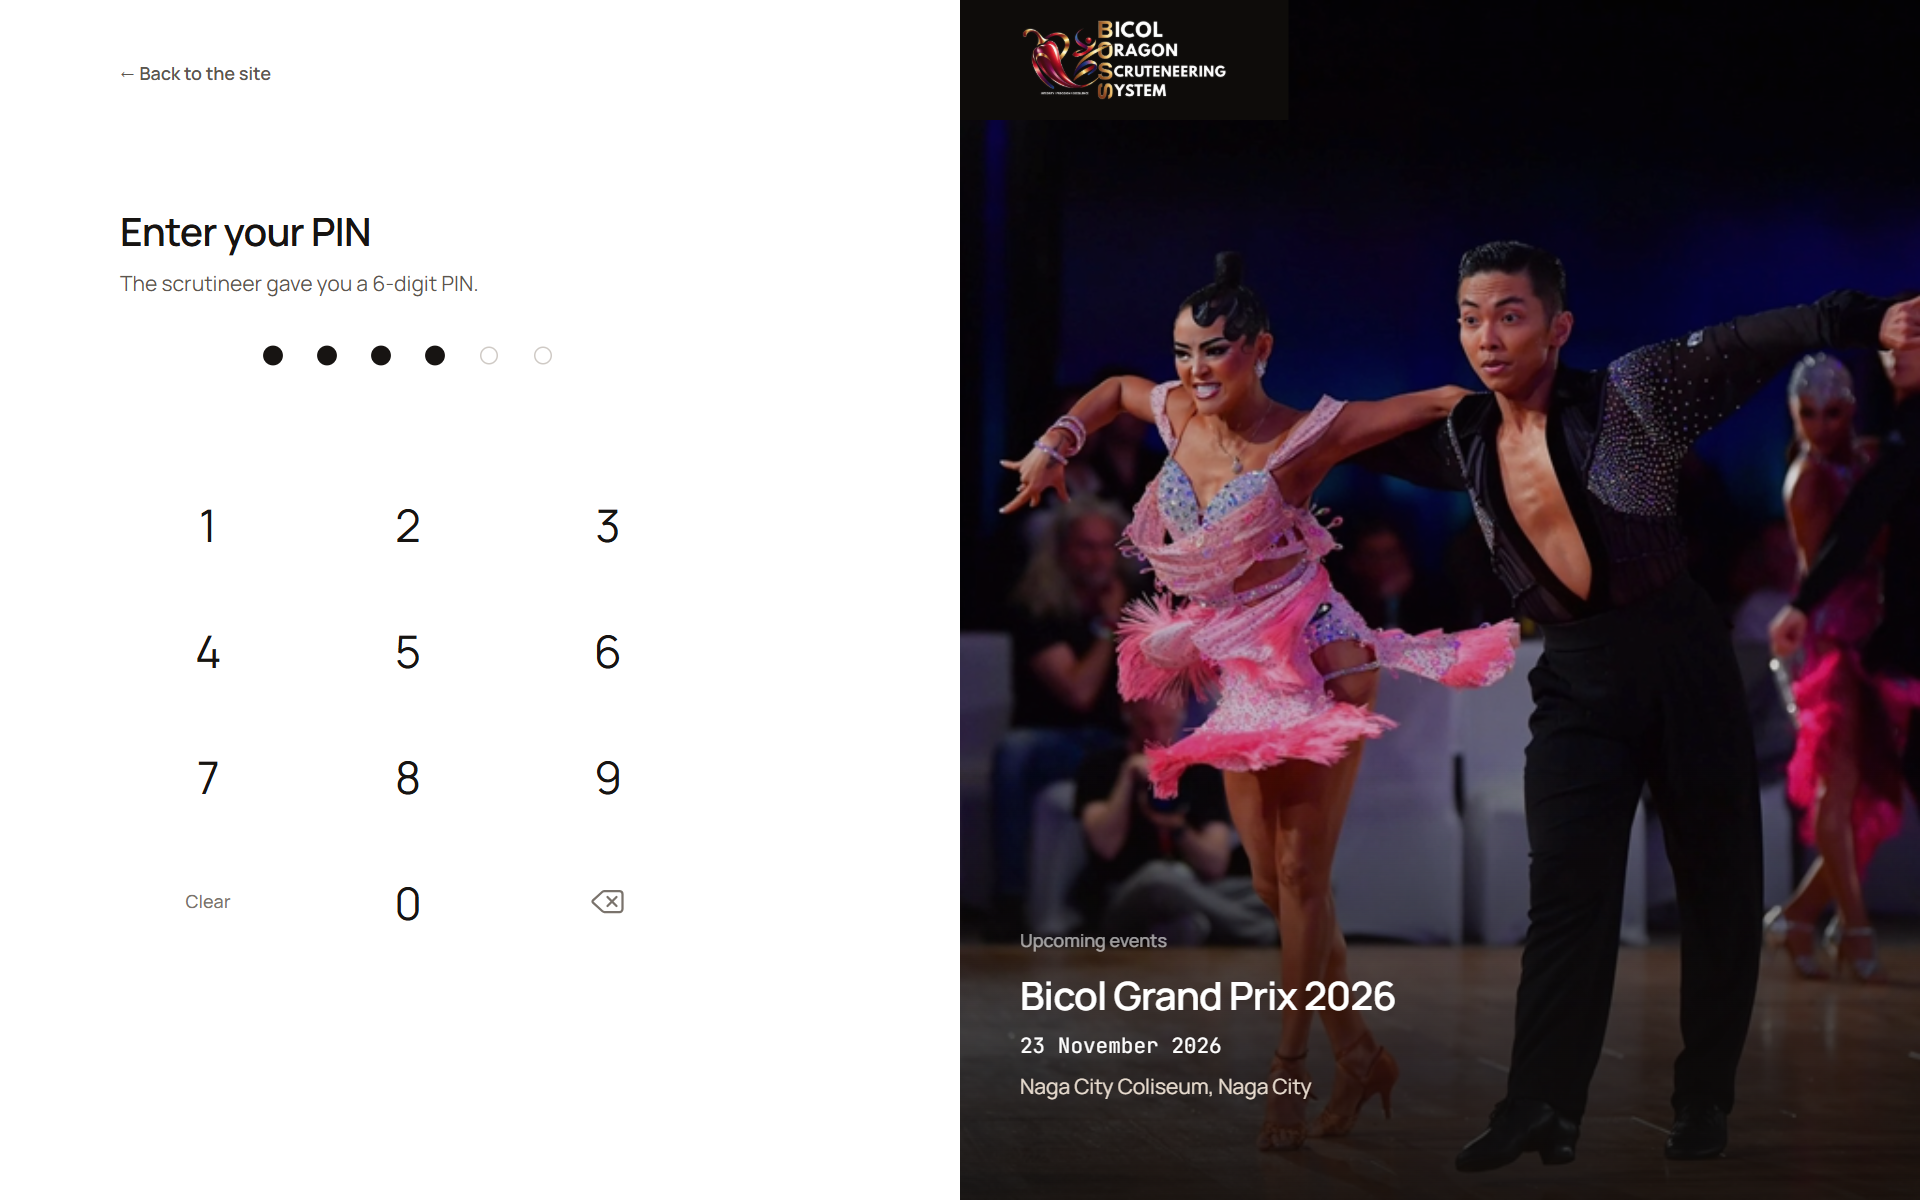 ← Back to the site
Enter your PIN
The scrutineer gave you a 6-digit PIN.
1 2 3
4 5 6
7 8 9
Clear 0
BICOL
ORAGON
SCRUTENEERING
SYSTEM
Upcoming events
Bicol Grand Prix 2026
23 November 2026
Naga City Coliseum, Naga City